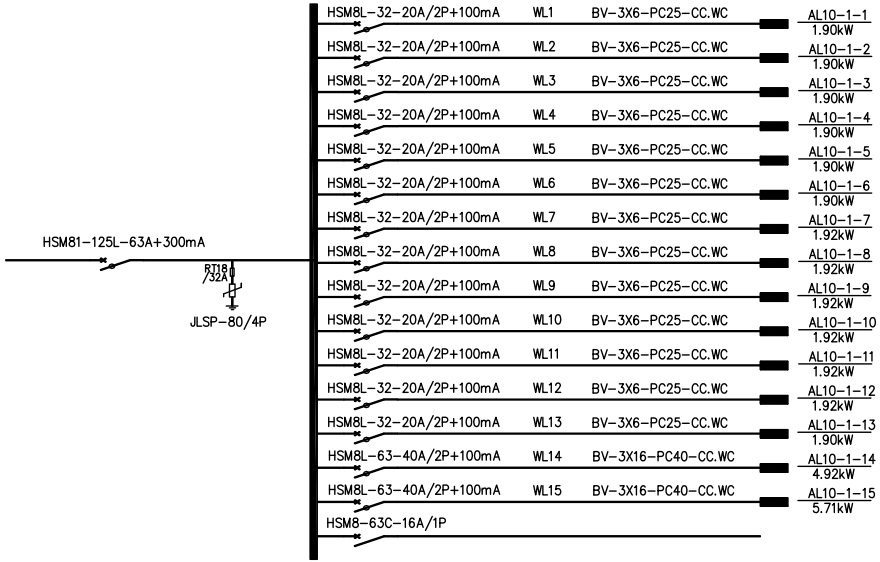 HSM8L-32-20A/2P+100mA WL1 BV-3X6-PC25-CC.WC AL10-1-1
1.90kW
HSM8L-32-20A/2P+100mA WL2 BV-3X6-PC25-CC.WC AL10-1-2
1.90kW
HSM8L-32-20A/2P+100mA WL3 BV-3X6-PC25-CC.WC AL10-1-3
1.90kW
HSM8L-32-20A/2P+100mA WL4 BV-3X6-PC25-CC.WC AL10-1-4
1.90kW
HSM8L-32-20A/2P+100mA WL5 BV-3X6-PC25-CC.WC AL10-1-5
1.90kW
HSM8L-32-20A/2P+100mA WL6 BV-3X6-PC25-CC.WC AL10-1-6
1.90kW
HSM8L-32-20A/2P+100mA WL7 BV-3X6-PC25-CC.WC AL10-1-7
1.92kW
HSM81-125L-63A+300mA
HSM8L-32-20A/2P+100mA WL8 BV-3X6-PC25-CC.WC AL10-1-8
1.92kW
RT18
/32A
HSM8L-32-20A/2P+100mA WL9 BV-3X6-PC25-CC.WC AL10-1-9
1.92kW
JLSP-80/4P
HSM8L-32-20A/2P+100mA WL10 BV-3X6-PC25-CC.WC AL10-1-10
1.92kW
HSM8L-32-20A/2P+100mA WL11 BV-3X6-PC25-CC.WC AL10-1-11
1.92kW
HSM8L-32-20A/2P+100mA WL12 BV-3X6-PC25-CC.WC AL10-1-12
1.92kW
HSM8L-32-20A/2P+100mA WL13 BV-3X6-PC25-CC.WC AL10-1-13
1.90kW
HSM8L-63-40A/2P+100mA WL14 BV-3X16-PC40-CC.WC AL10-1-14
4.92kW
HSM8L-63-40A/2P+100mA WL15 BV-3X16-PC40-CC.WC AL10-1-15
5.71kW
HSM8-63C-16A/1P